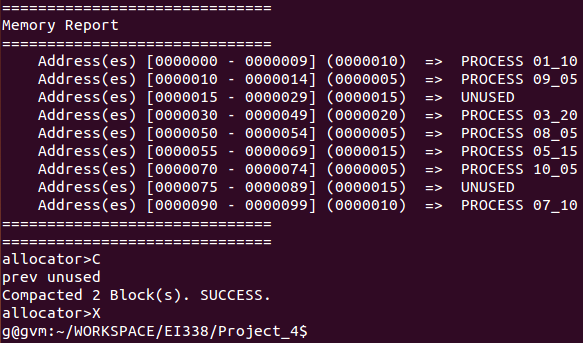 ==============================
Memory Report
==============================
    Address(es) [0000000 - 0000009] (0000010)  =>  PROCESS 01_10
    Address(es) [0000010 - 0000014] (0000005)  =>  PROCESS 09_05
    Address(es) [0000015 - 0000029] (0000015)  =>  UNUSED
    Address(es) [0000030 - 0000049] (0000020)  =>  PROCESS 03_20
    Address(es) [0000050 - 0000054] (0000005)  =>  PROCESS 08_05
    Address(es) [0000055 - 0000069] (0000015)  =>  PROCESS 05_15
    Address(es) [0000070 - 0000074] (0000005)  =>  PROCESS 10_05
    Address(es) [0000075 - 0000089] (0000015)  =>  UNUSED
    Address(es) [0000090 - 0000099] (0000010)  =>  PROCESS 07_10
==============================
==============================
allocator>C
prev unused
Compacted 2 Block(s). SUCCESS.
allocator>X
g@gvm:~/WORKSPACE/EI338/Project_4$